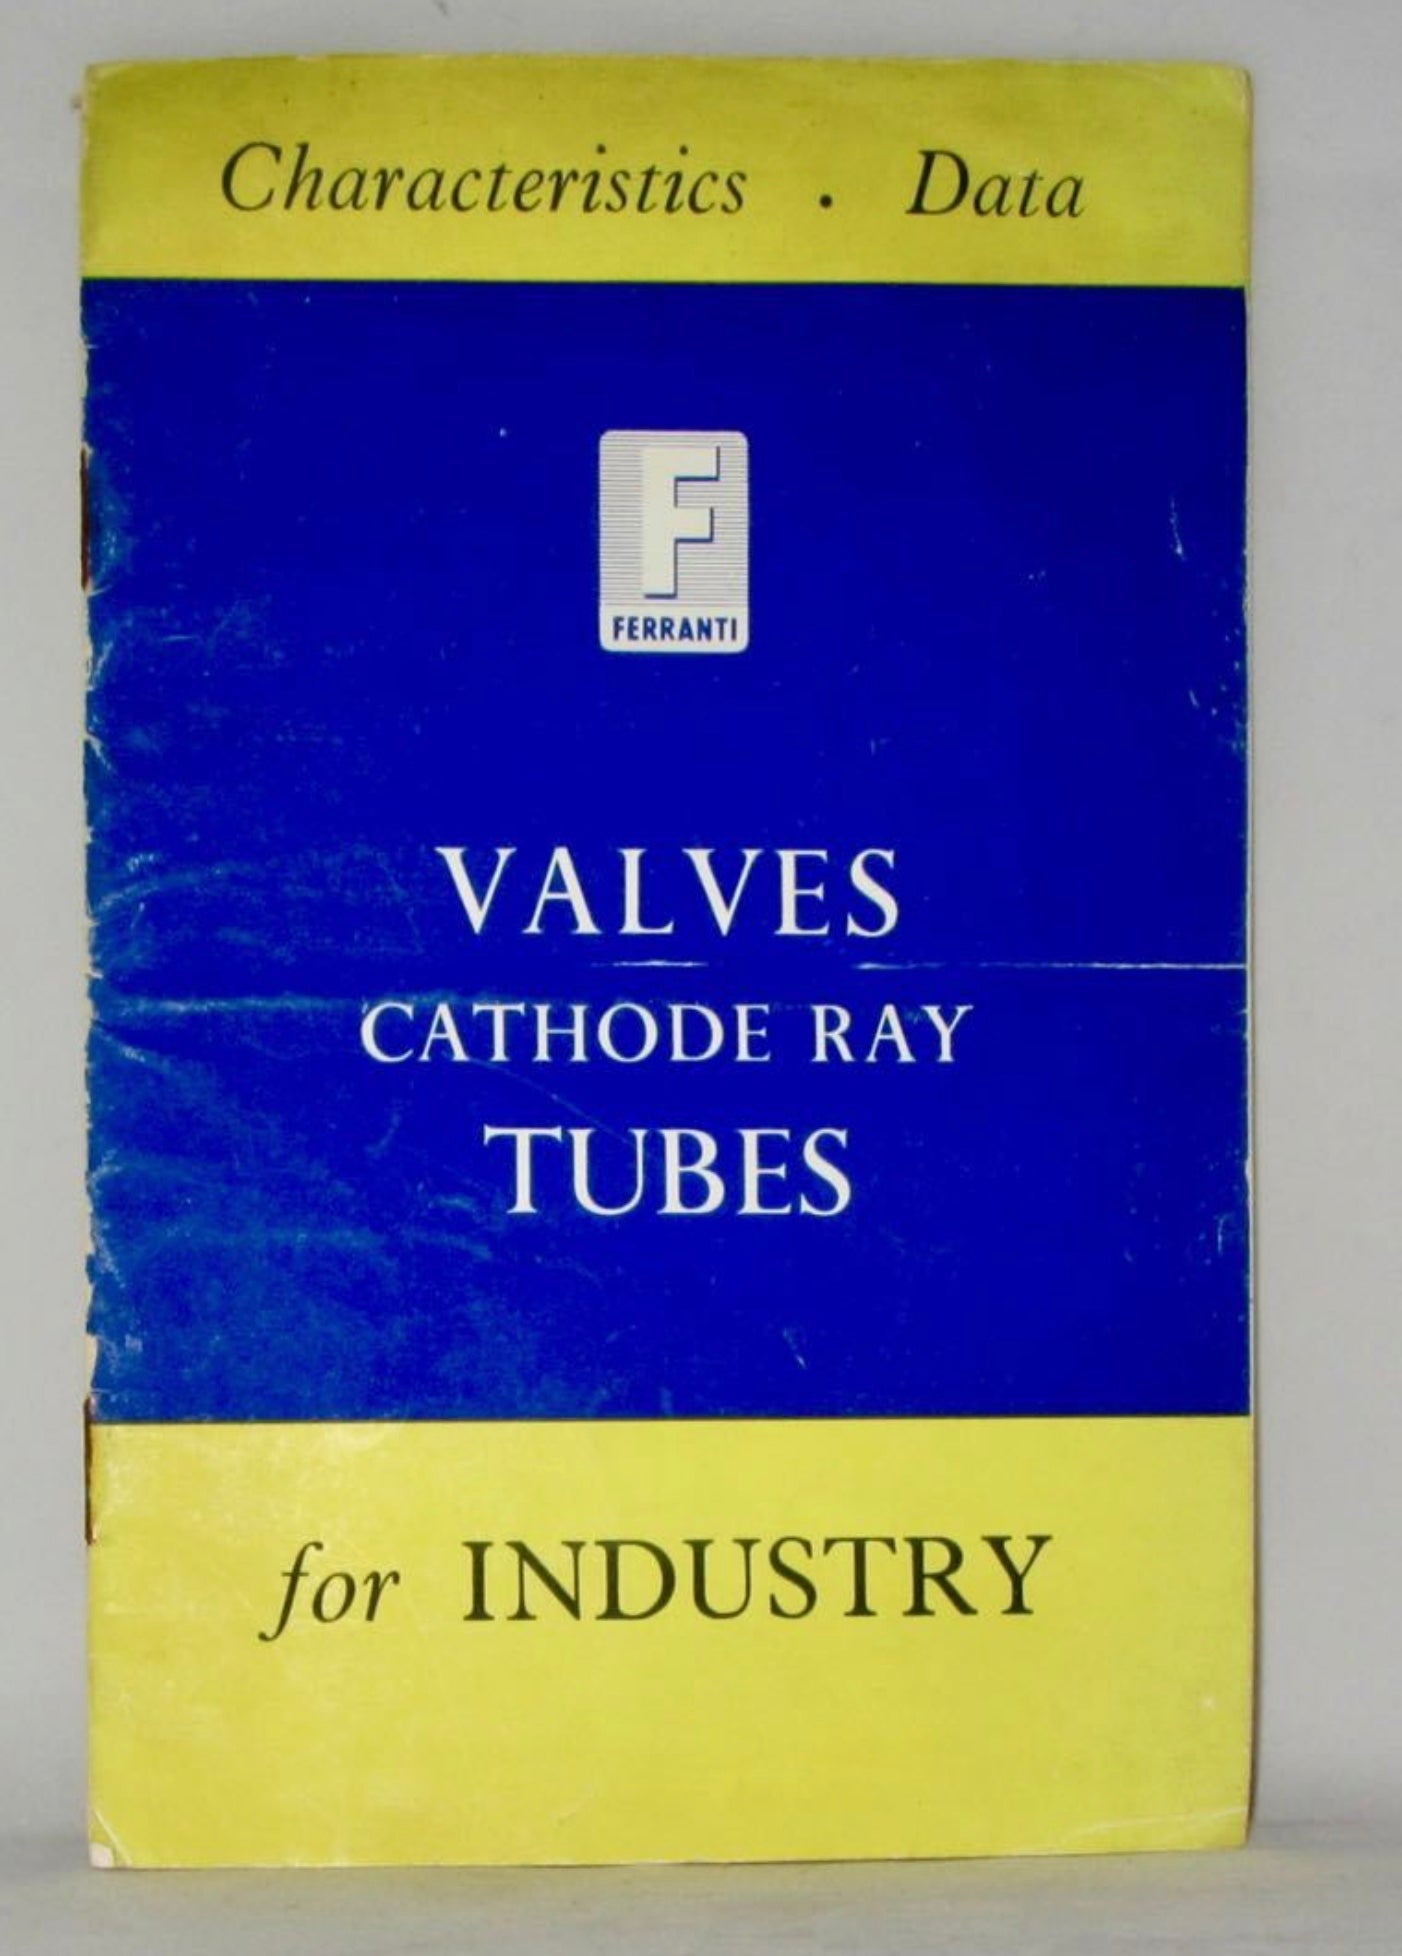 Characteristics . Data
F
FERRANTI
VALVES
CATHODE RAY
TUBES
for INDUSTRY